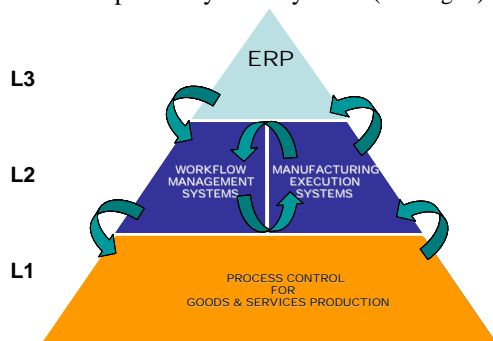 ERP
L3
L2
WORKFLOW
MANAGEMENT
SYSTEMS
MANUFACTURING
EXECUTION
SYSTEMS
L1
PROCESS CONTROL
FOR
GOODS & SERVICES PRODUCTION